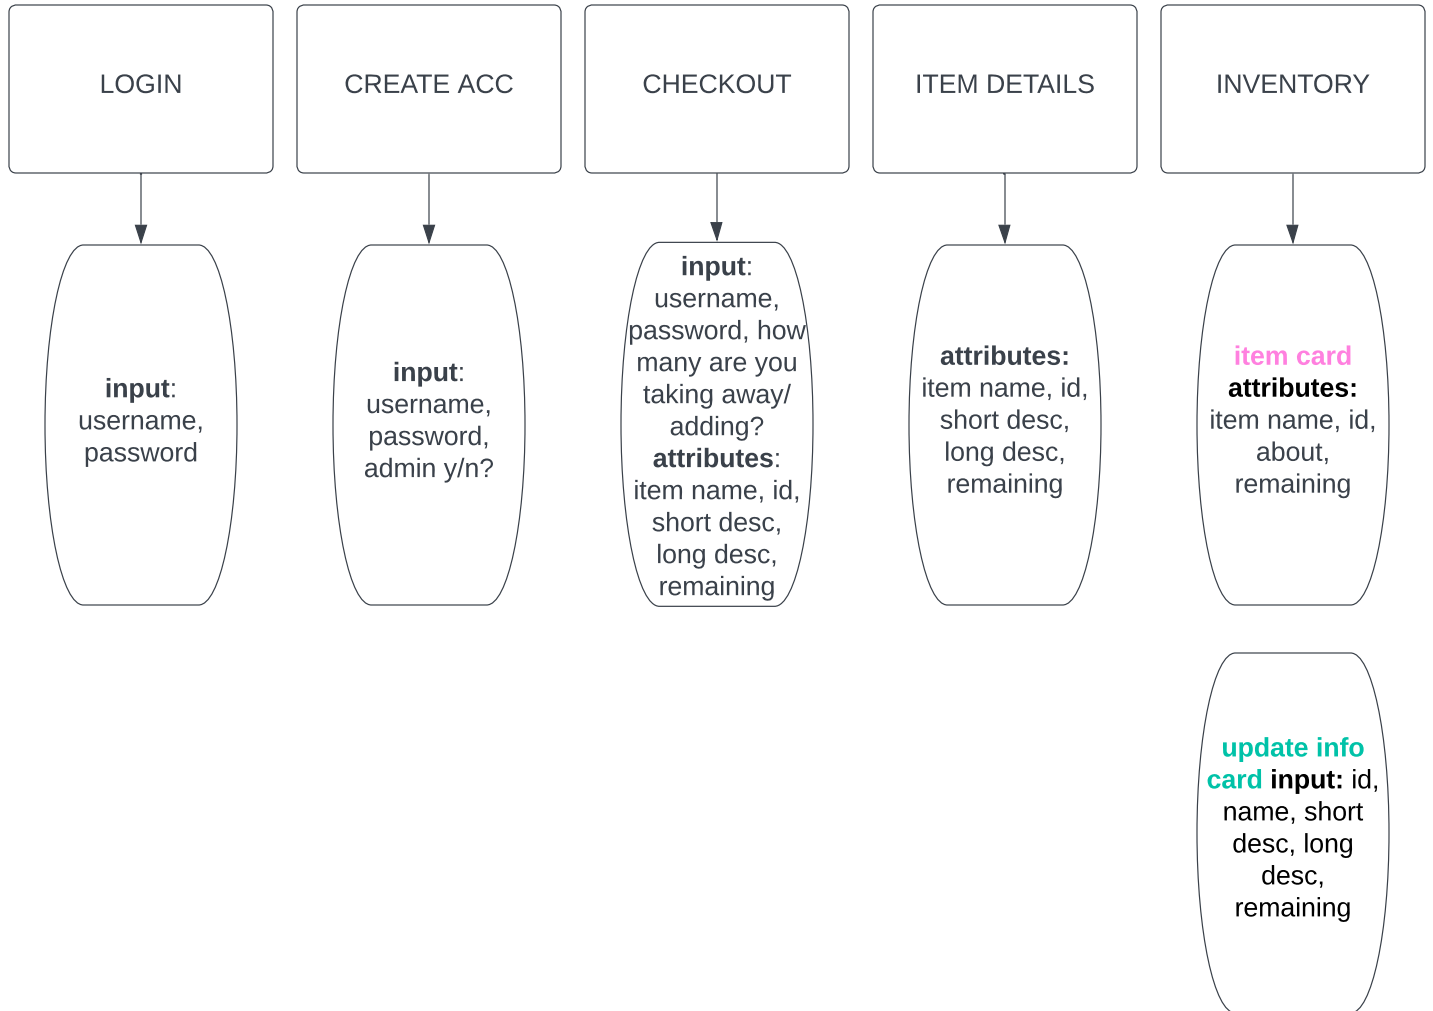 LOGIN
CREATE ACC
CHECKOUT
ITEM DETAILS
INVENTORY
input:
username,
password
input:
username,
password,
admin y/n?
input:
username,
password, how
many are you
taking away/
adding?
attributes:
item name, id,
short desc,
long desc,
remaining
attributes:
item name, id,
short desc,
long desc,
remaining
item card
attributes:
item name, id,
about,
remaining
update info
card input: id,
name, short
desc, long
desc,
remaining